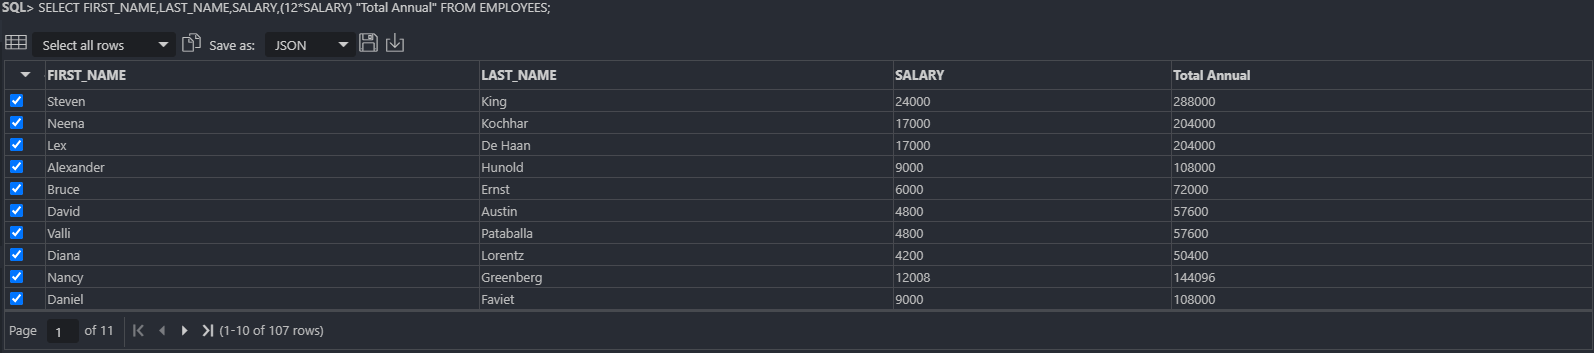 SQL> SELECT FIRST_NAME,LAST_NAME,SALARY,(12*SALARY) "Total Annual" FROM EMPLOYEES;
Select all rows Save as: JSON
FIRST_NAME LAST_NAME SALARY Total Annual
Steven King 24000 288000
Neena Kochhar 17000 204000
Lex De Haan 17000 204000
Alexander Hunold 9000 108000
Bruce Ernst 6000 72000
David Austin 4800 57600
Valli Pataballa 4800 57600
Diana Lorentz 4200 50400
Nancy Greenberg 12008 144096
Daniel Faviet 9000 108000
Page 1 of 11 (1-10 of 107 rows)